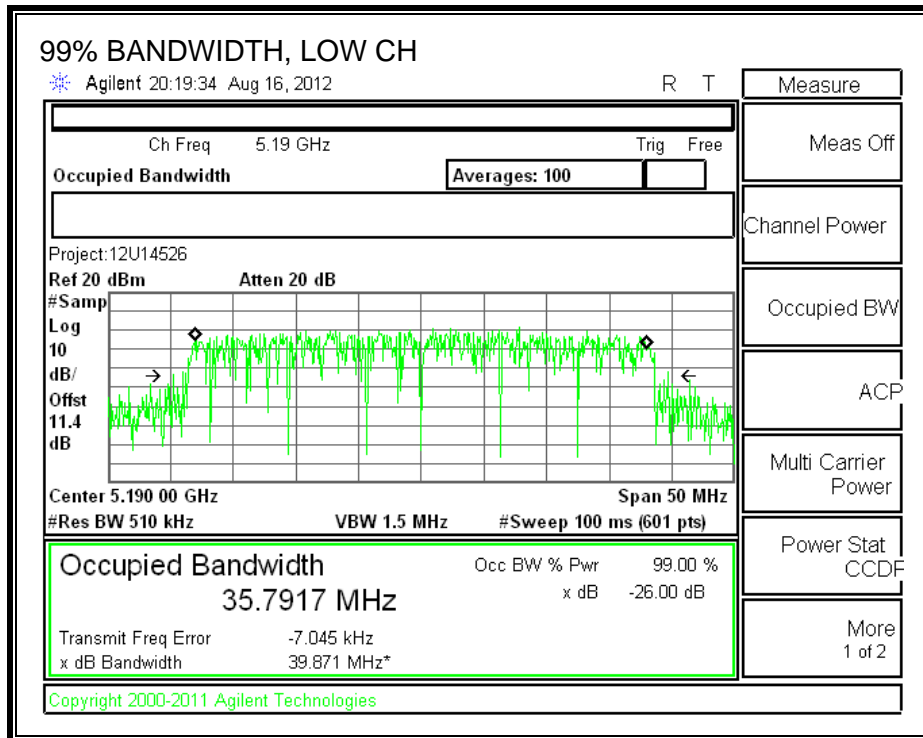 99% BANDWIDTH, LOW CH
Agilent 20:19:34 Aug 16, 2012 R T
Ch Freq 5.19 GHz Trig Free
Occupied Bandwidth Averages: 100
Project:12U14526
Ref 20 dBm Atten 20 dB
#Samp
Log
10
dB/
Offst
11.4
dB
Center 5.190 00 GHz Span 50 MHz
#Res BW 510 kHz VBW 1.5 MHz #Sweep 100 ms (601 pts)
Occupied Bandwidth Occ BW % Pwr 99.00 %
35.7917 MHz x dB -26.00 dB
Transmit Freq Error -7.045 kHz
x dB Bandwidth 39.871 MHz*
Copyright 2000-2011 Agilent Technologies
Measure
Meas Off
Channel Power
Occupied BW
ACP
Multi Carrier
Power
Power Stat
CCDF
More
1 of 2